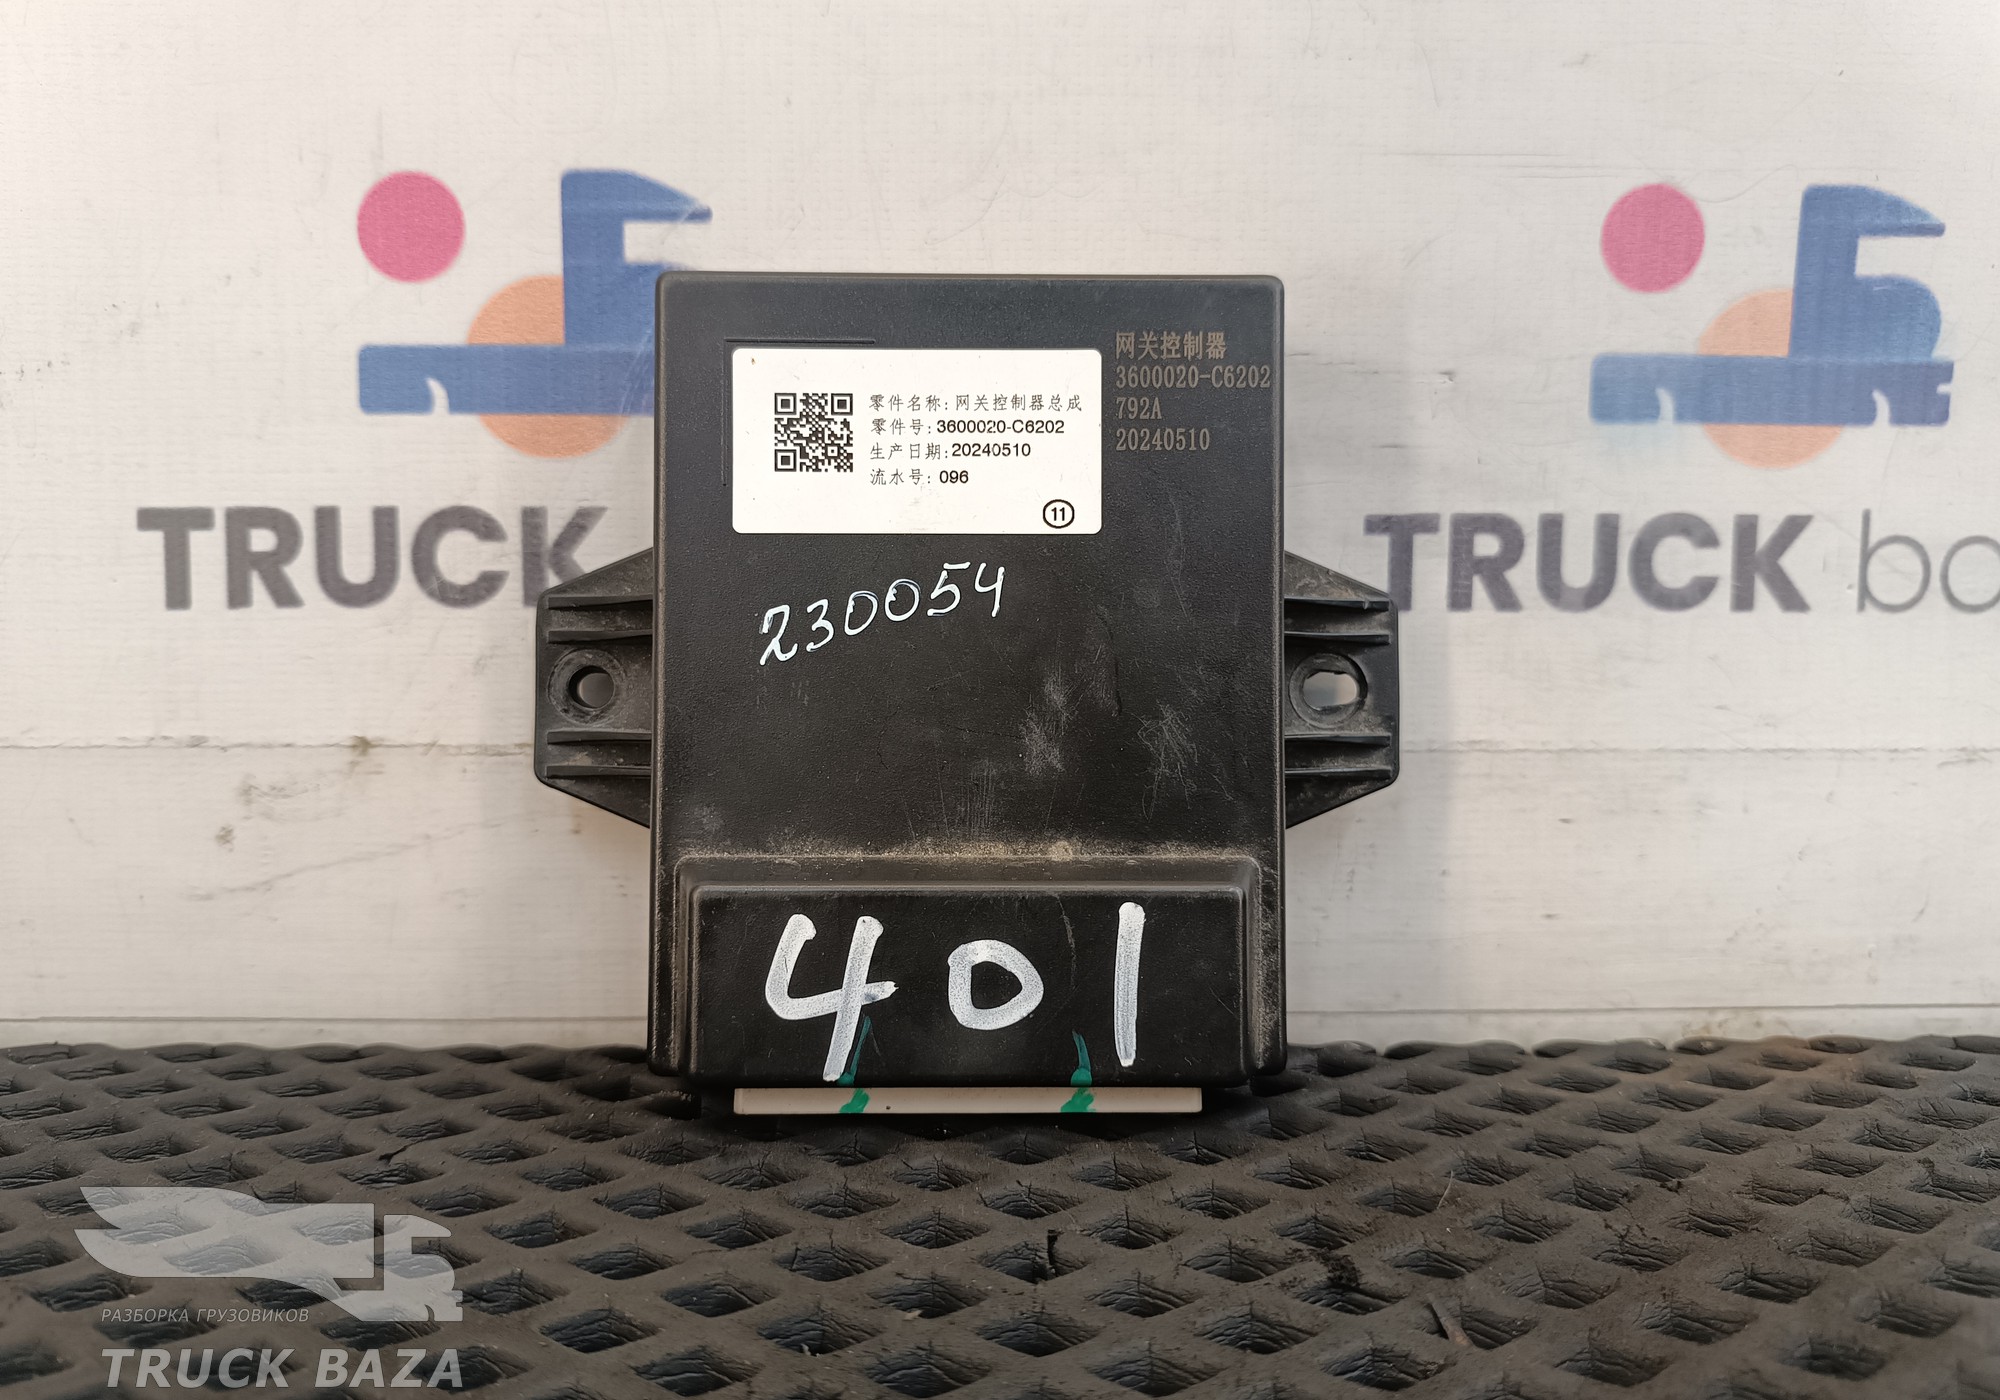 网关控制器
3600020-C6202
792A
20240510
零件名称: 网关控制器总成
零件号: 3600020-C6202
生产日期: 20240510
流水号: 096
11
TRUCK
TRUCK ba
230054
401
РАЗБОРКА ГРУЗОВИКОВ
TRUCK BAZA